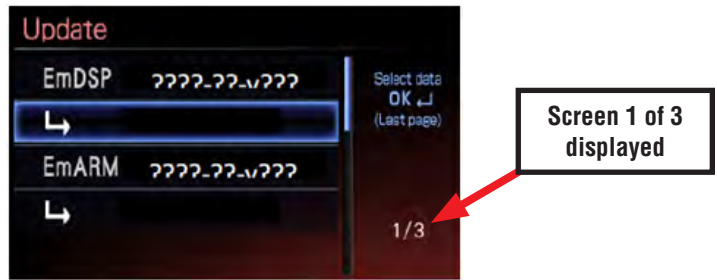 Update
EmDSP ????-??-v???
EmARM ????-??-v???
Select data
OK ↵
(Last page)
1/3
Screen 1 of 3
displayed